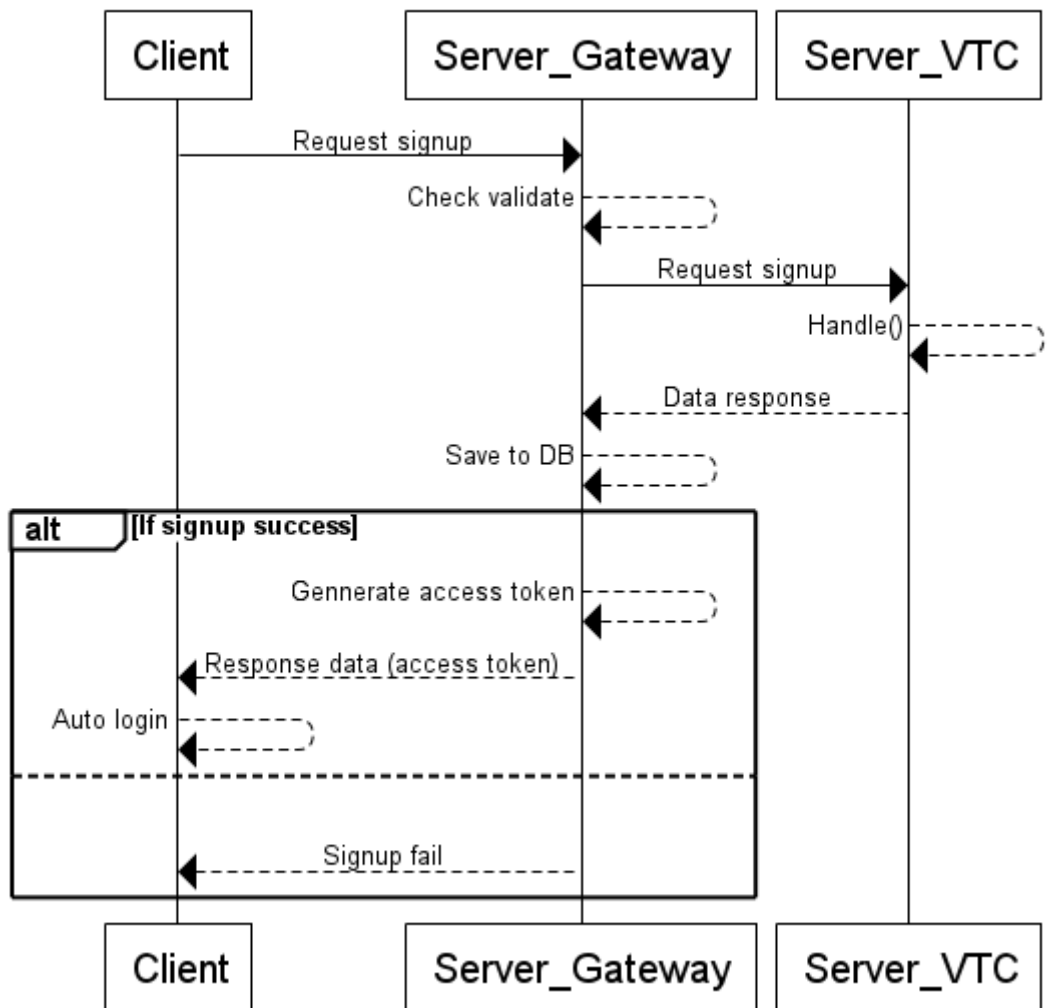 Client
Server_Gateway
Server_VTC
Request signup
Check validate
Request signup
Handle()
Data response
Save to DB
alt
[If signup success]
Gennerate access token
Response data (access token)
Auto login
Signup fail
Client
Server_Gateway
Server_VTC